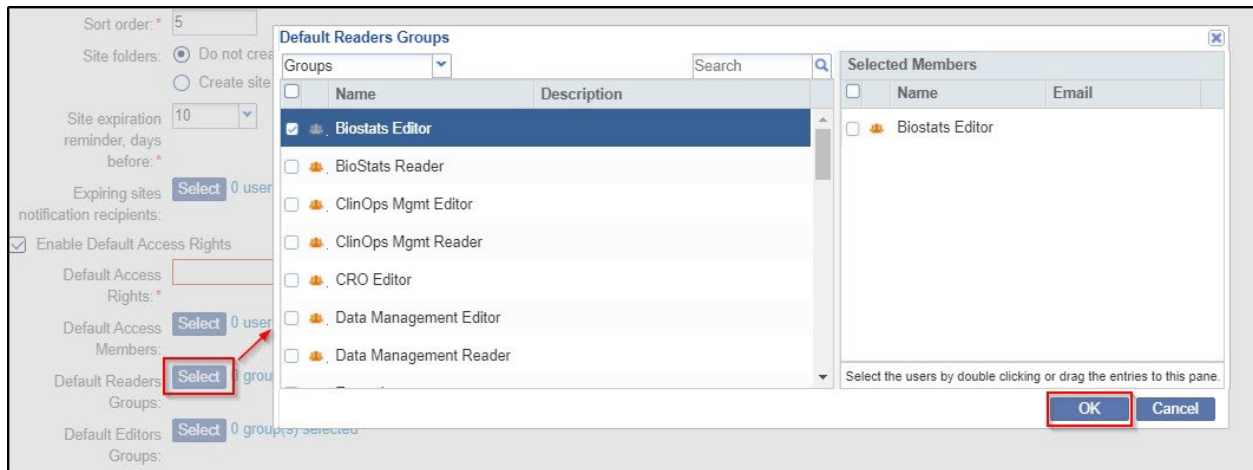 Sort order:* 5
Site folders: Do not crea
Create site
Site expiration 10
reminder, days
before:*
Expiring sites Select 0 user
notification recipients:
Enable Default Access Rights
Default Access
Rights:*
Default Access Select 0 user
Members:
Default Readers Select grou
Groups:
Default Editors Select 0 group(s) selected
Groups:
Default Readers Groups
Groups Search
Name Description
Biostats Editor
BioStats Reader
ClinOps Mgmt Editor
ClinOps Mgmt Reader
CRO Editor
Data Management Editor
Data Management Reader
Selected Members
Name Email
Biostats Editor
Select the users by double clicking or drag the entries to this pane.
OK Cancel